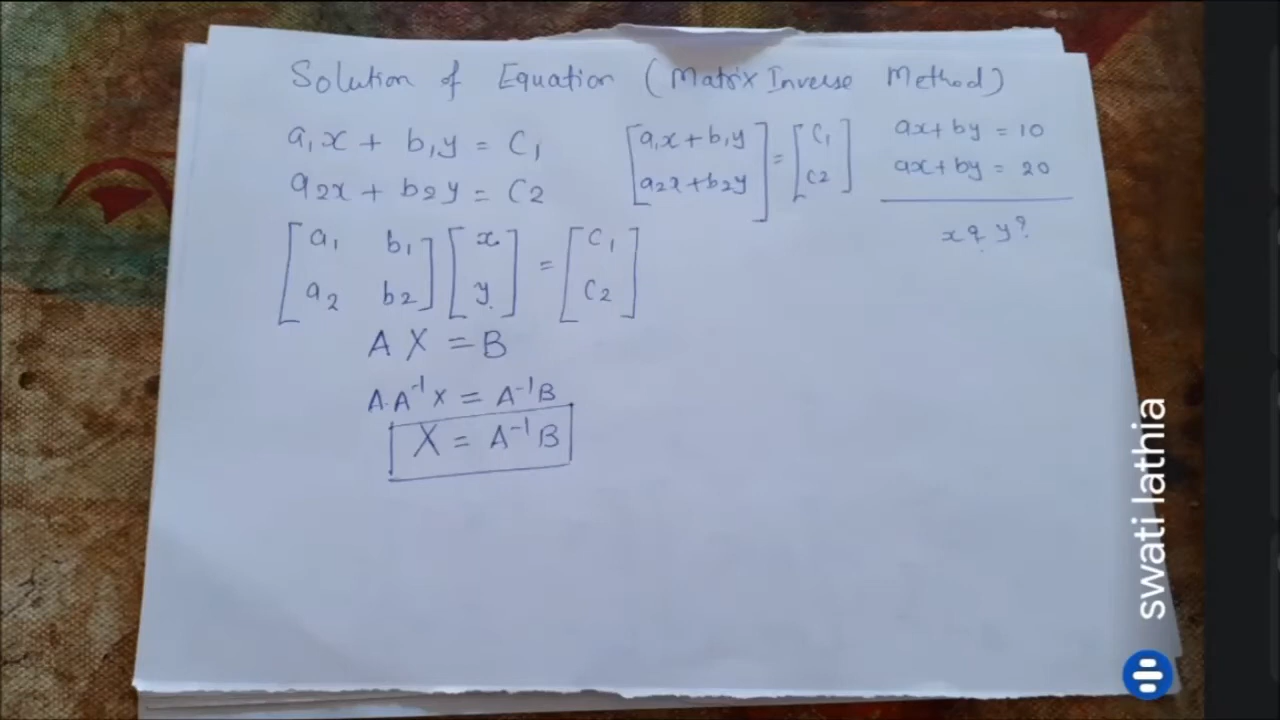 Solution of Equation (Matrix Inverse Method)
a₁x + b₁y = C₁
a₂x + b₂y = C₂
[a₁x + b₁y] = [C₁]
[a₂x + b₂y] [C₂]
ax + by = 10
ax + by = 20
x & y?
[a₁ b₁] [x] = [C₁]
[a₂ b₂] [y] [C₂]
A X = B
A·A⁻¹ X = A⁻¹B
X = A⁻¹B
swati lathia